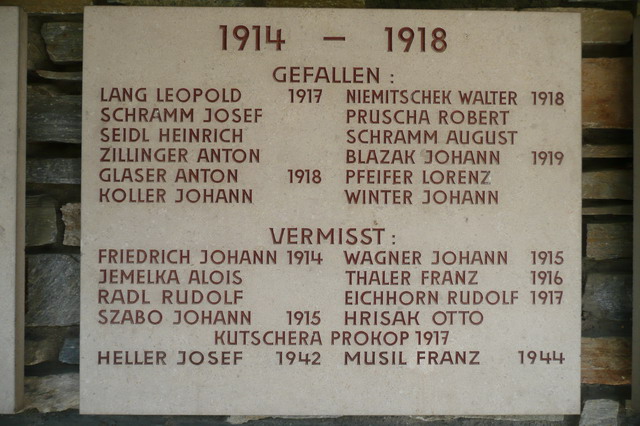 1914 — 1918
GEFALLEN :
LANG LEOPOLD 1917 NIEMITSCHEK WALTER 1918
SCHRAMM JOSEF PRUSCHA ROBERT
SEIDL HEINRICH SCHRAMM AUGUST
ZILLINGER ANTON BLAZAK JOHANN 1919
GLASER ANTON 1918 PFEIFER LORENZ
KOLLER JOHANN WINTER JOHANN
VERMISST :
FRIEDRICH JOHANN 1914 WAGNER JOHANN 1915
JEMELKA ALOIS THALER FRANZ 1916
RADL RUDOLF EICHHORN RUDOLF 1917
SZABO JOHANN 1915 HRISAK OTTO
KUTSCHERA PROKOP 1917
HELLER JOSEF 1942 MUSIL FRANZ 1944